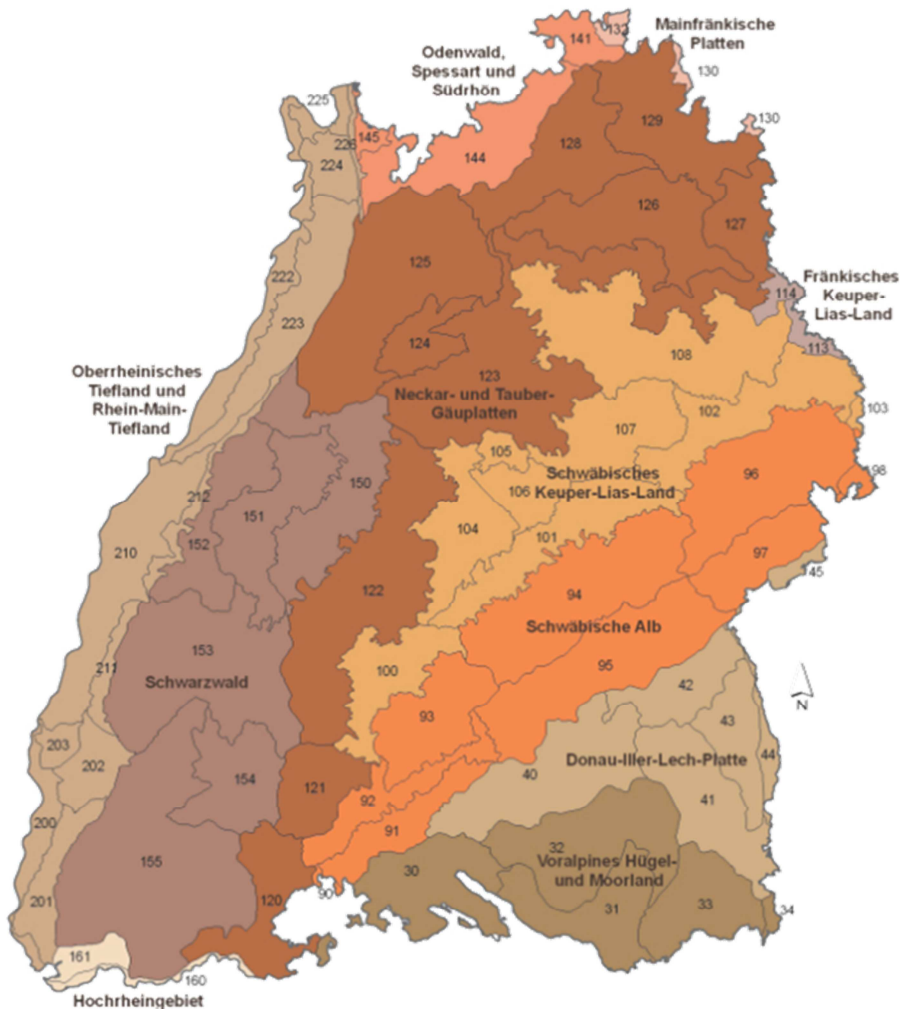 141
132
Mainfränkische
Platten
Odenwald,
Spessart und
Südrhön
130
225
130
129
145
226
128
144
224
126
127
125
222
Fränkisches
Keuper-
Lias-Land
114
223
124
113
108
Oberrheinisches
Tiefland und
Rhein-Main-
Tiefland
123
Neckar- und Tauber-
Gäuplatten
103
102
107
105
Schwäbisches
Keuper-Lias-Land
96
98
150
106
212
151
104
101
152
210
97
45
122
94
Schwäbische Alb
153
95
211
100
Schwarzwald
42
N
93
43
203
202
154
44
Donau-Iller-Lech-Platte
40
121
92
41
200
91
32
155
Voralpines Hügel-
und Moorland
30
90
120
201
31
33
34
161
160
Hochrheingebiet